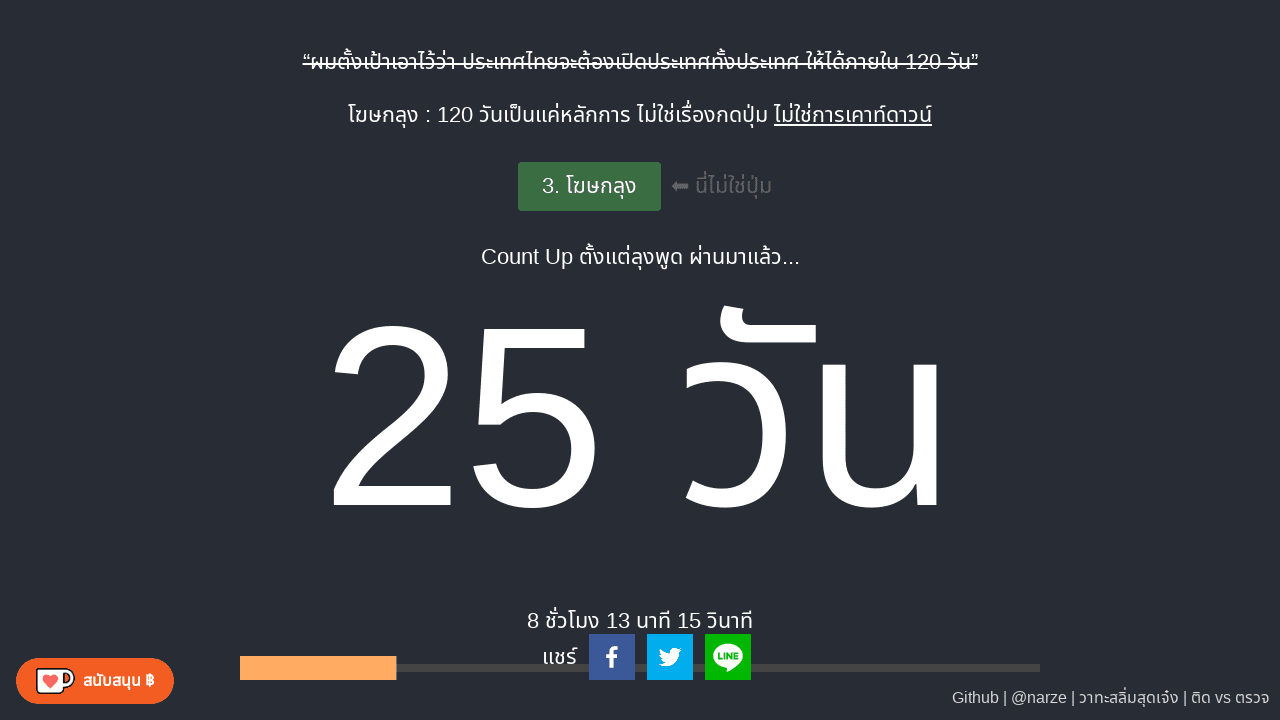 “ผมตั้งเป้าเอาไว้ว่า ประเทศไทยจะต้องเปิดประเทศทั้งประเทศ ให้ได้ภายใน 120 วัน”
โฆษกลุง : 120 วันเป็นแค่หลักการ ไม่ใช่เรื่องกดปุ่ม ไม่ใช่การเคาท์ดาวน์
3. โฆษกลุง ⬅ นี่ไม่ใช่ปุ่ม
Count Up ตั้งแต่ลุงพูด ผ่านมาแล้ว...
25 วัน
8 ชั่วโมง 13 นาที 15 วินาที
แชร์
LINE
สนับสนุน ฿
Github | @narze | วาทะสลิ่มสุดเจ๋ง | ติด vs ตรวจ